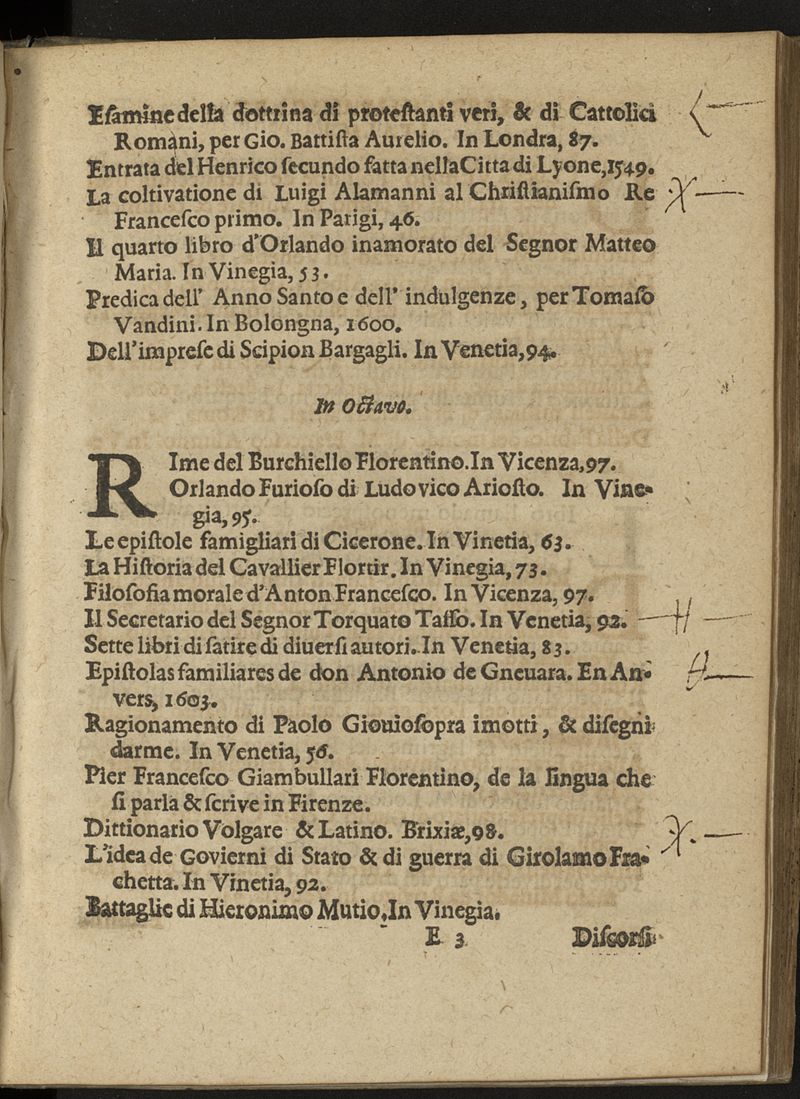 Eſamine della dottrina di proteſtanti veri, & di Cattolici
Romani, per Gio. Battiſta Aurelio. In Londra, 87.
Entrata del Henrico ſecundo fatta nella Citta di Lyone, 1549.
La coltivatione di Luigi Alamanni al Chriſtianiſmo Re
Franceſco primo. In Parigi, 46.
Il quarto libro d'Orlando inamorato del Segnor Matteo
Maria. In Vinegia, 53.
Predica dell' Anno Santo e dell' indulgenze, per Tomaſo
Vandini. In Bolongna, 1600.
Dell'impreſe di Scipion Bargagli. In Venetia, 94.
In Octavo.
RIme del Burchiello Florentino. In Vicenza, 97.
Orlando Furioſo di Ludovico Arioſto. In Vine-
gia, 95.
Le epiſtole famigliari di Cicerone. In Vinetia, 63.
La Hiſtoria del Cavallier Flortir. In Vinegia, 73.
Filoſofia morale d'Anton Franceſco. In Vicenza, 97.
Il Secretario del Segnor Torquato Taſſo. In Venetia, 92.
Sette libri di ſatire di diuerſi autori. In Venetia, 83.
Epiſtolas familiares de don Antonio de Gneuara. En An-
vers, 1603.
Ragionamento di Paolo Giouioſopra imotti, & diſegni
darme. In Venetia, 56.
Pier Franceſco Giambullari Florentino, de la lingua che
ſi parla & ſcrive in Firenze.
Dittionario Volgare & Latino. Brixiæ, 98.
L'idea de Govierni di Stato & di guerra di Girolamo Fra-
chetta. In Vinetia, 92.
Battaglie di Hieronimo Mutio. In Vinegia.
E 3 Diſcorſi